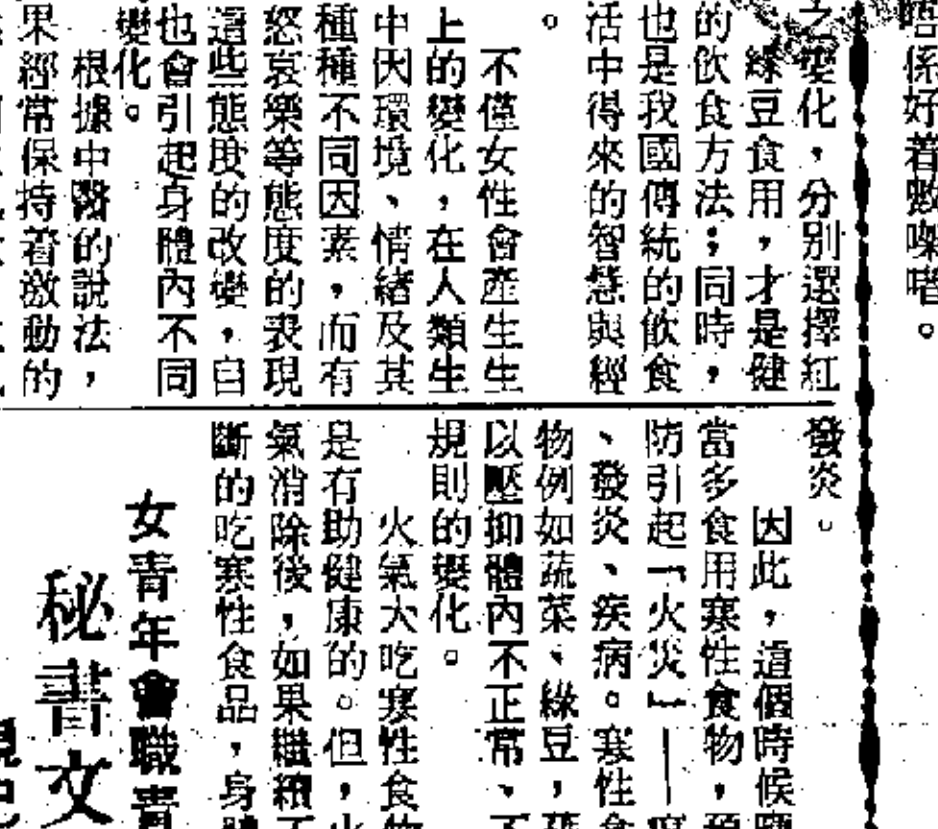 唔係好着數㗎啫。
之變化，分別選擇紅
綠豆食用，才是健
的飲食方法；同時，
也是我國傳統的飲食
活中得來的智慧與經
。
不僅女性會產生生
上的變化，在人類生
中因環境、情緒及其
種種不同因素，而有
怒哀樂等態度的表現
這些態度的改變，自
也會引起身體內不同
變化。
根據中醫的說法，
果經常保持着激動的
發炎。
因此，這個時候
當多食用寒性食物，
防引起「火災」—
、發炎、疾病。寒性
物例如蔬菜、綠豆，
以壓抑體內不正常、
規則的變化。
火氣大吃寒性食
是有助健康的。但，
氣消除後，如果繼續
斷的吃寒性食品，身
女青年會職青
秘書文